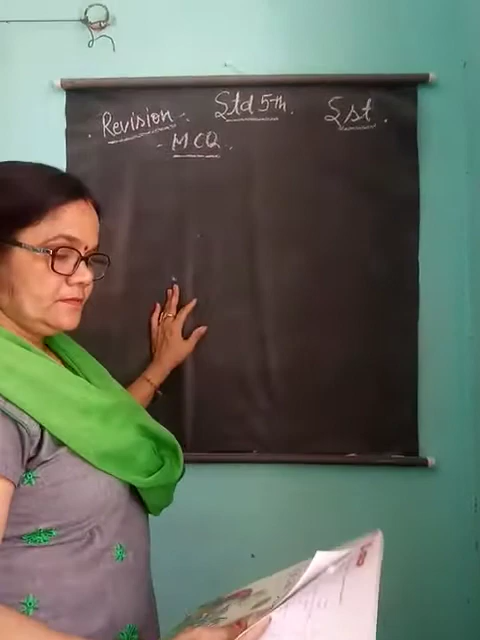 Revision :- Std 5th. Sst.
- MCQ.